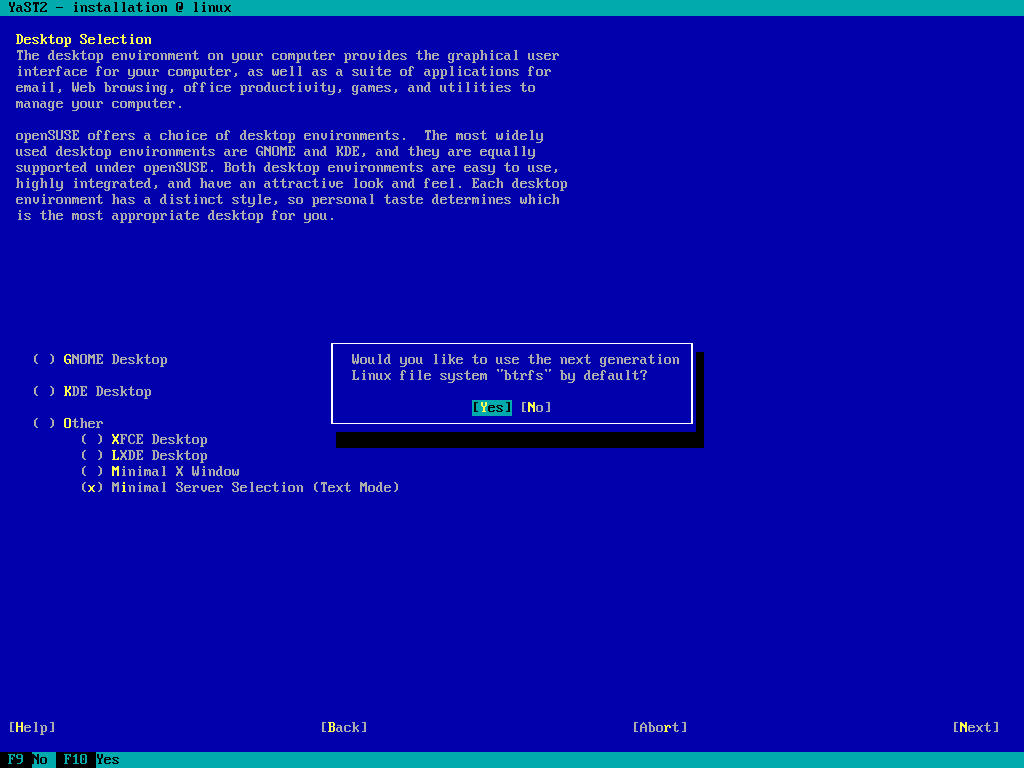 YaST2 - installation @ linux
Desktop Selection
The desktop environment on your computer provides the graphical user
interface for your computer, as well as a suite of applications for
email, Web browsing, office productivity, games, and utilities to
manage your computer.
openSUSE offers a choice of desktop environments.  The most widely
used desktop environments are GNOME and KDE, and they are equally
supported under openSUSE. Both desktop environments are easy to use,
highly integrated, and have an attractive look and feel. Each desktop
environment has a distinct style, so personal taste determines which
is the most appropriate desktop for you.
( ) GNOME Desktop
( ) KDE Desktop
( ) Other
( ) XFCE Desktop
( ) LXDE Desktop
( ) Minimal X Window
(x) Minimal Server Selection (Text Mode)
Would you like to use the next generation
Linux file system "btrfs" by default?
[Yes] [No]
[Help] [Back] [Abort] [Next]
F9 No F10 Yes